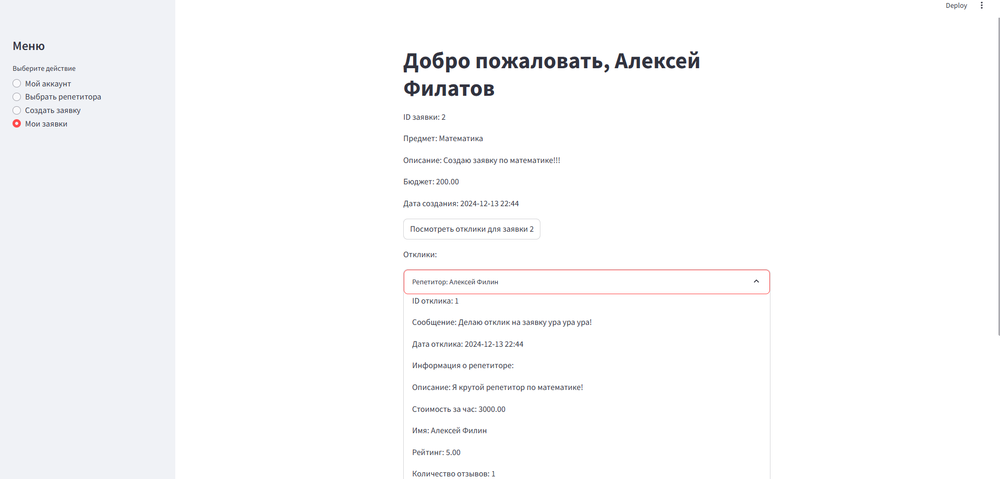 Deploy
Меню
Выберите действие
Мой аккаунт
Выбрать репетитора
Создать заявку
Мои заявки
Добро пожаловать, Алексей
Филатов
ID заявки: 2
Предмет: Математика
Описание: Создаю заявку по математике!!!
Бюджет: 200.00
Дата создания: 2024-12-13 22:44
Посмотреть отклики для заявки 2
Отклики:
Репетитор: Алексей Филин
ID отклика: 1
Сообщение: Делаю отклик на заявку ура ура ура!
Дата отклика: 2024-12-13 22:44
Информация о репетиторе:
Описание: Я крутой репетитор по математике!
Стоимость за час: 3000.00
Имя: Алексей Филин
Рейтинг: 5.00
Количество отзывов: 1